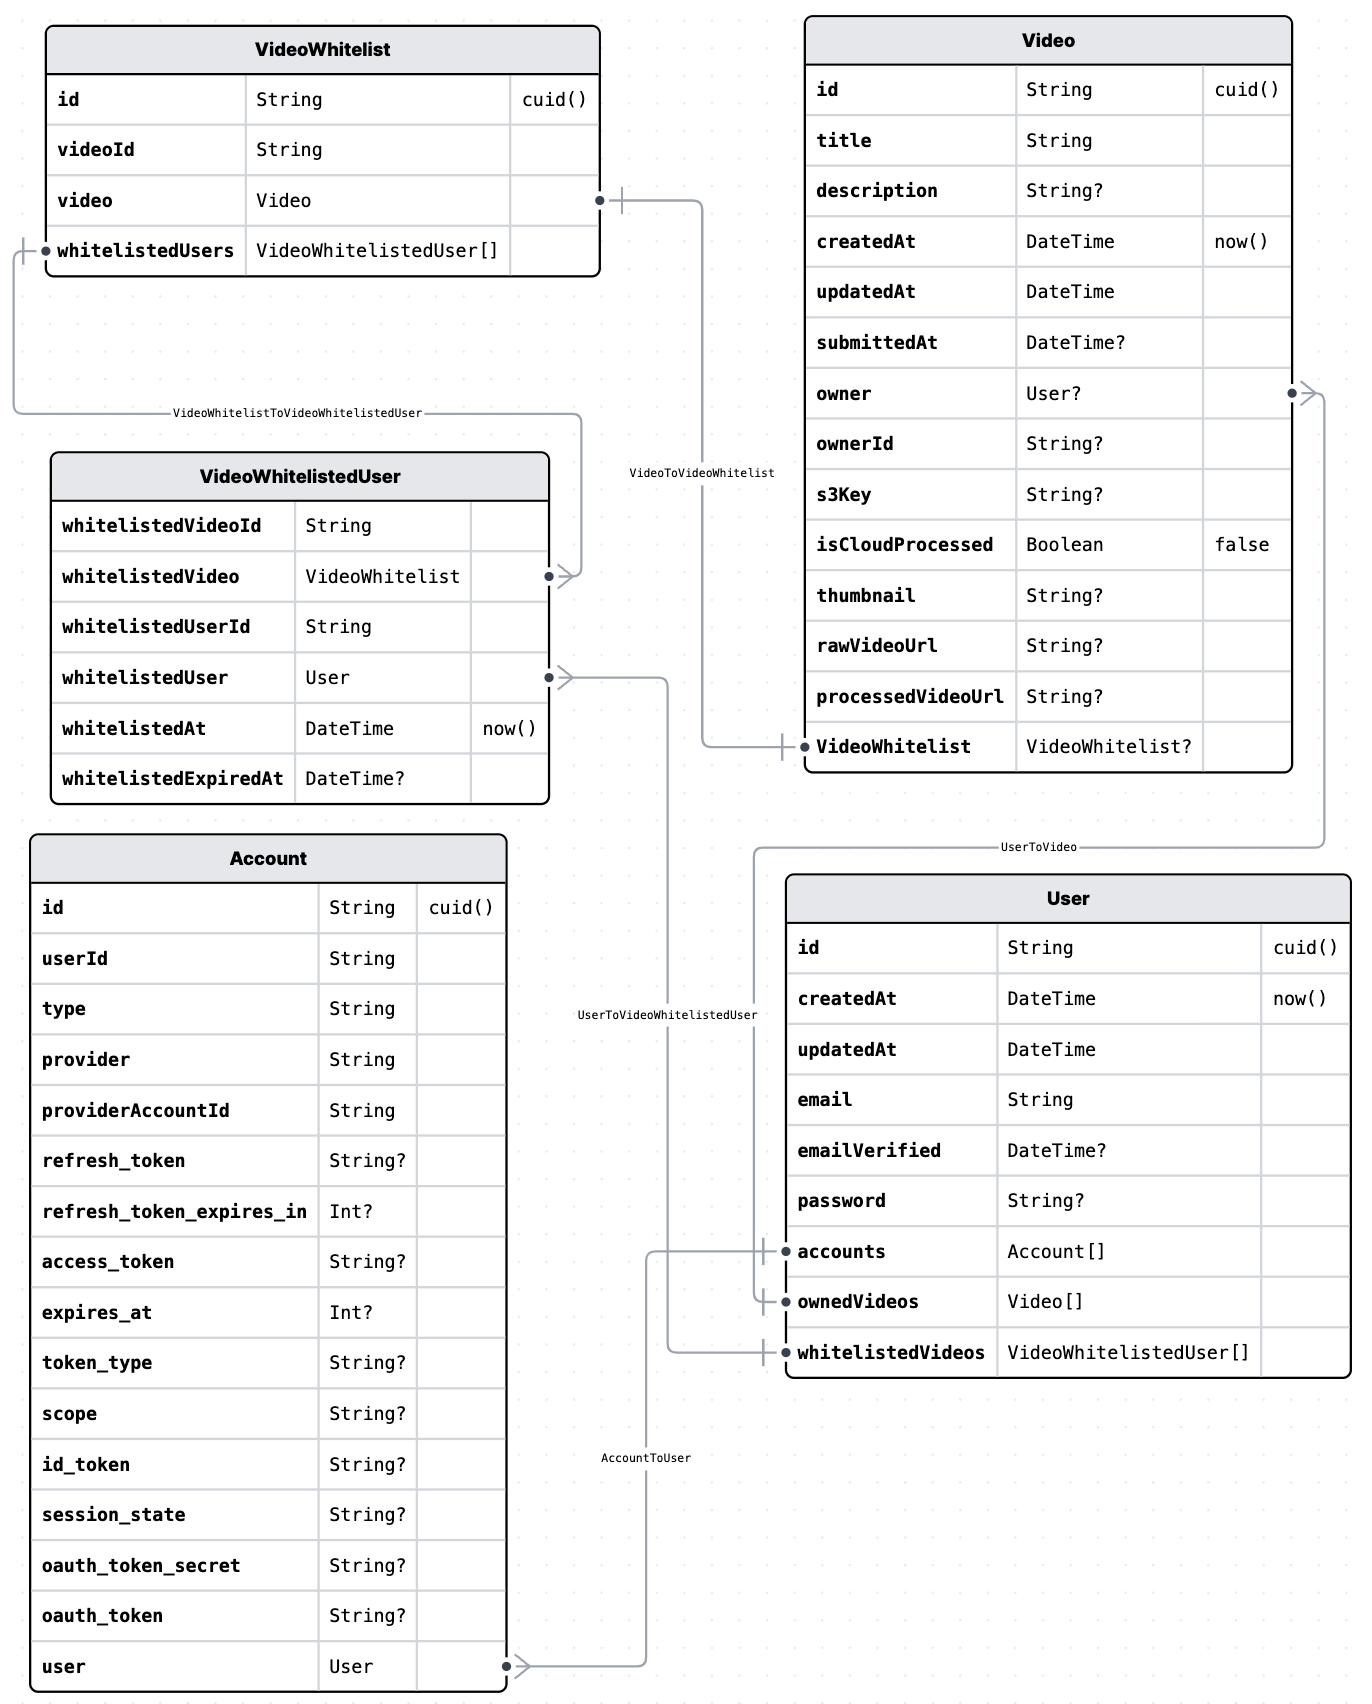 VideoWhitelist
id String cuid()
videoId String
video Video
whitelistedUsers VideoWhitelistedUser[]
Video
id String cuid()
title String
description String?
createdAt DateTime now()
updatedAt DateTime
submittedAt DateTime?
owner User?
ownerId String?
s3Key String?
isCloudProcessed Boolean false
thumbnail String?
rawVideoUrl String?
processedVideoUrl String?
VideoWhitelist VideoWhitelist?
VideoWhitelistToVideoWhitelistedUser
VideoToVideoWhitelist
VideoWhitelistedUser
whitelistedVideoId String
whitelistedVideo VideoWhitelist
whitelistedUserId String
whitelistedUser User
whitelistedAt DateTime now()
whitelistedExpiredAt DateTime?
UserToVideo
Account
id String cuid()
userId String
type String
provider String
providerAccountId String
refresh_token String?
refresh_token_expires_in Int?
access_token String?
expires_at Int?
token_type String?
scope String?
id_token String?
session_state String?
oauth_token_secret String?
oauth_token String?
user User
UserToVideoWhitelistedUser
User
id String cuid()
createdAt DateTime now()
updatedAt DateTime
email String
emailVerified DateTime?
password String?
accounts Account[]
ownedVideos Video[]
whitelistedVideos VideoWhitelistedUser[]
AccountToUser